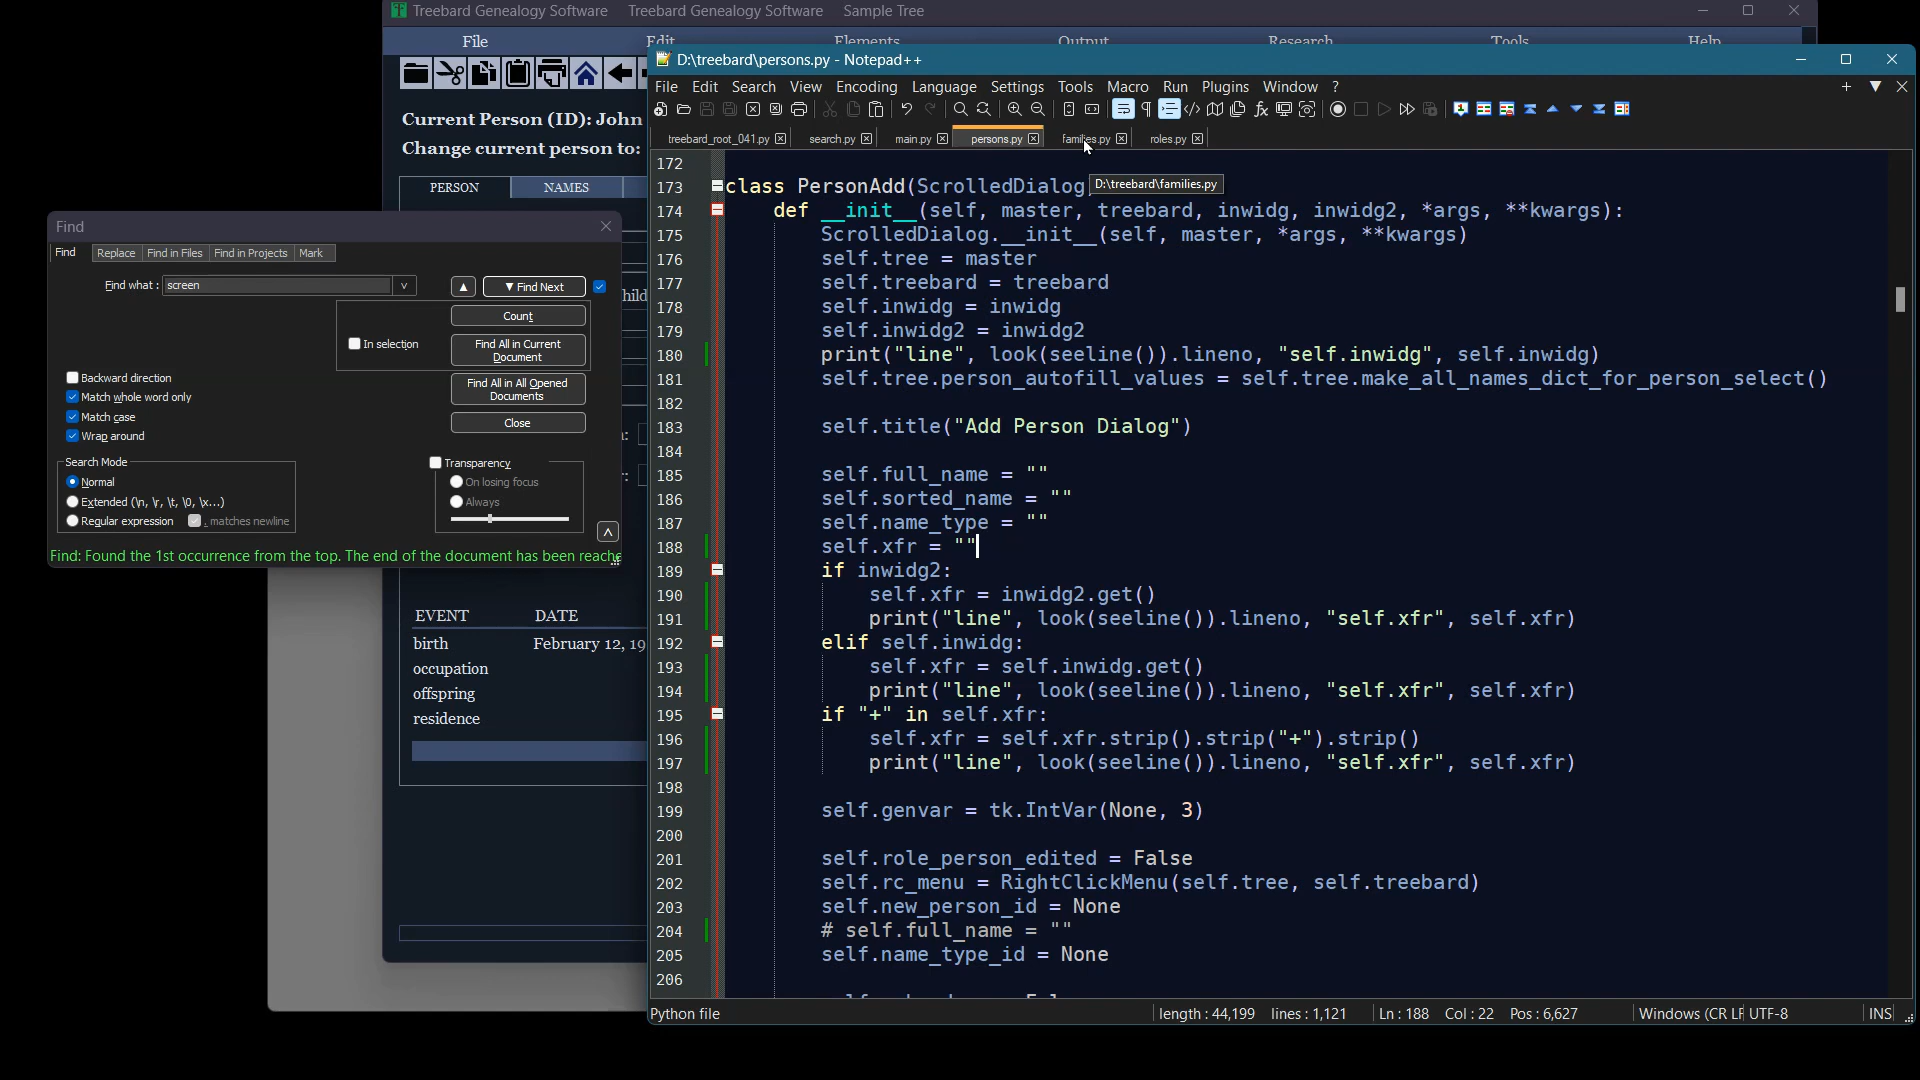 Treebard Genealogy Software Treebard Genealogy Software Sample Tree
File Edit Elements Output Research Tools Help
Current Person (ID): John
Change current person to:
PERSON NAMES
EVENT DATE
birth February 12, 19
occupation
offspring
residence
Find
Find Replace Find in Files Find in Projects Mark
Find what : screen
▲ ▼ Find Next
Count
In selection
Find All in Current Document
Find All in All Opened Documents
Close
Backward direction
Match whole word only
Match case
Wrap around
Search Mode
Normal
Extended (\n, \r, \t, \0, \x...)
Regular expression . matches newline
Transparency
On losing focus
Always
Find: Found the 1st occurrence from the top. The end of the document has been reache
D:\treebard\persons.py - Notepad++
File Edit Search View Encoding Language Settings Tools Macro Run Plugins Window ?
treebard_root_041.py search.py main.py persons.py families.py roles.py
D:\treebard\families.py
172
173 class PersonAdd(ScrolledDialog
174 def __init__(self, master, treebard, inwidg, inwidg2, *args, **kwargs):
175 ScrolledDialog.__init__(self, master, *args, **kwargs)
176 self.tree = master
177 self.treebard = treebard
178 self.inwidg = inwidg
179 self.inwidg2 = inwidg2
180 print("line", look(seeline()).lineno, "self.inwidg", self.inwidg)
181 self.tree.person_autofill_values = self.tree.make_all_names_dict_for_person_select()
182
183 self.title("Add Person Dialog")
184
185 self.full_name = ""
186 self.sorted_name = ""
187 self.name_type = ""
188 self.xfr = ""
189 if inwidg2:
190 self.xfr = inwidg2.get()
191 print("line", look(seeline()).lineno, "self.xfr", self.xfr)
192 elif self.inwidg:
193 self.xfr = self.inwidg.get()
194 print("line", look(seeline()).lineno, "self.xfr", self.xfr)
195 if "+" in self.xfr:
196 self.xfr = self.xfr.strip().strip("+").strip()
197 print("line", look(seeline()).lineno, "self.xfr", self.xfr)
198
199 self.genvar = tk.IntVar(None, 3)
200
201 self.role_person_edited = False
202 self.rc_menu = RightClickMenu(self.tree, self.treebard)
203 self.new_person_id = None
204 # self.full_name = ""
205 self.name_type_id = None
206
Python file length : 44,199 lines : 1,121 Ln : 188 Col : 22 Pos : 6,627 Windows (CR LF UTF-8 INS